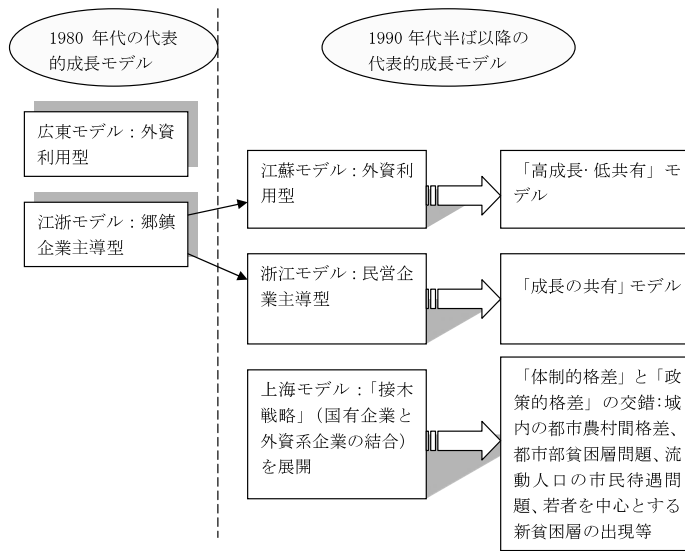 1980 年代の代表
的成長モデル
1990 年代半ば以降の
代表的成長モデル
広東モデル：外資
利用型
江浙モデル：郷鎮
企業主導型
江蘇モデル：外資利
用型
「高成長・低共有」モ
デル
浙江モデル：民営企
業主導型
「成長の共有」モデル
上海モデル：「接木
戦略」（国有企業と
外資系企業の結合）
を展開
「体制的格差」と「政
策的格差」の交錯：域
内の都市農村間格差、
都市部貧困層問題、流
動人口の市民待遇問
題、若者を中心とする
新貧困層の出現等